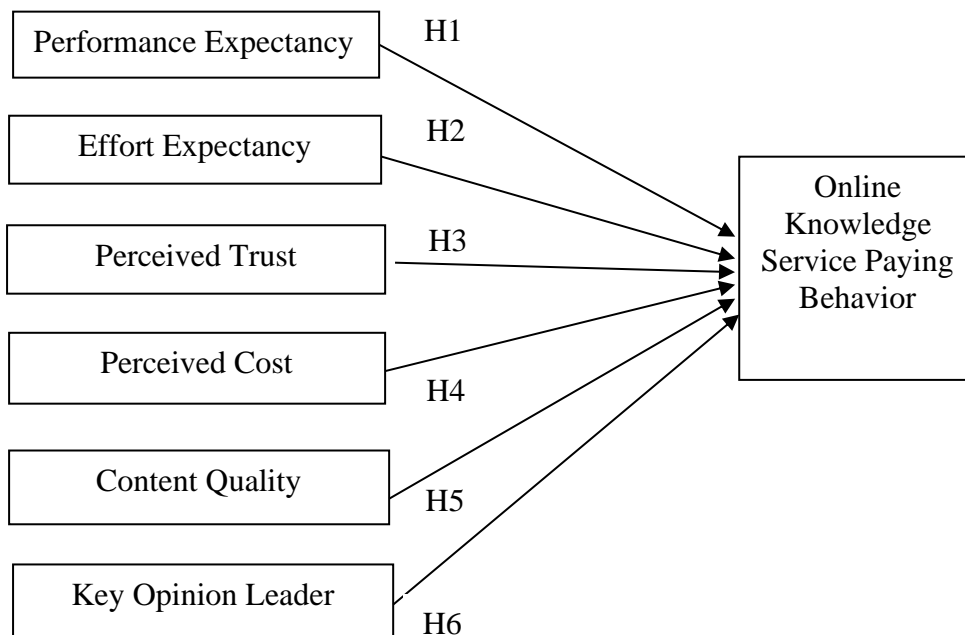 Performance Expectancy
H1
Effort Expectancy
H2
Perceived Trust
H3
Perceived Cost
H4
Content Quality
H5
Key Opinion Leader
H6
Online
Knowledge
Service Paying
Behavior